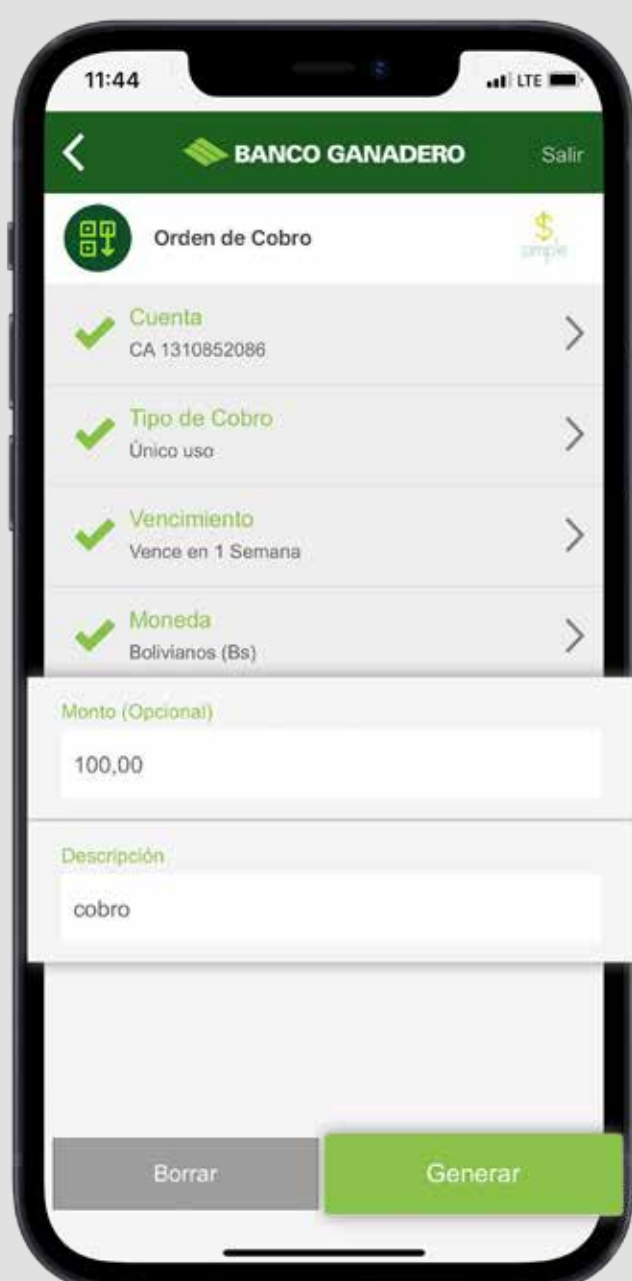 11:44
LTE
BANCO GANADERO
Salir
Orden de Cobro
$
simple
Cuenta
CA 1310852086
Tipo de Cobro
Único uso
Vencimiento
Vence en 1 Semana
Moneda
Bolivianos (Bs)
Monto (Opcional)
100,00
Descripción
cobro
Borrar
Generar